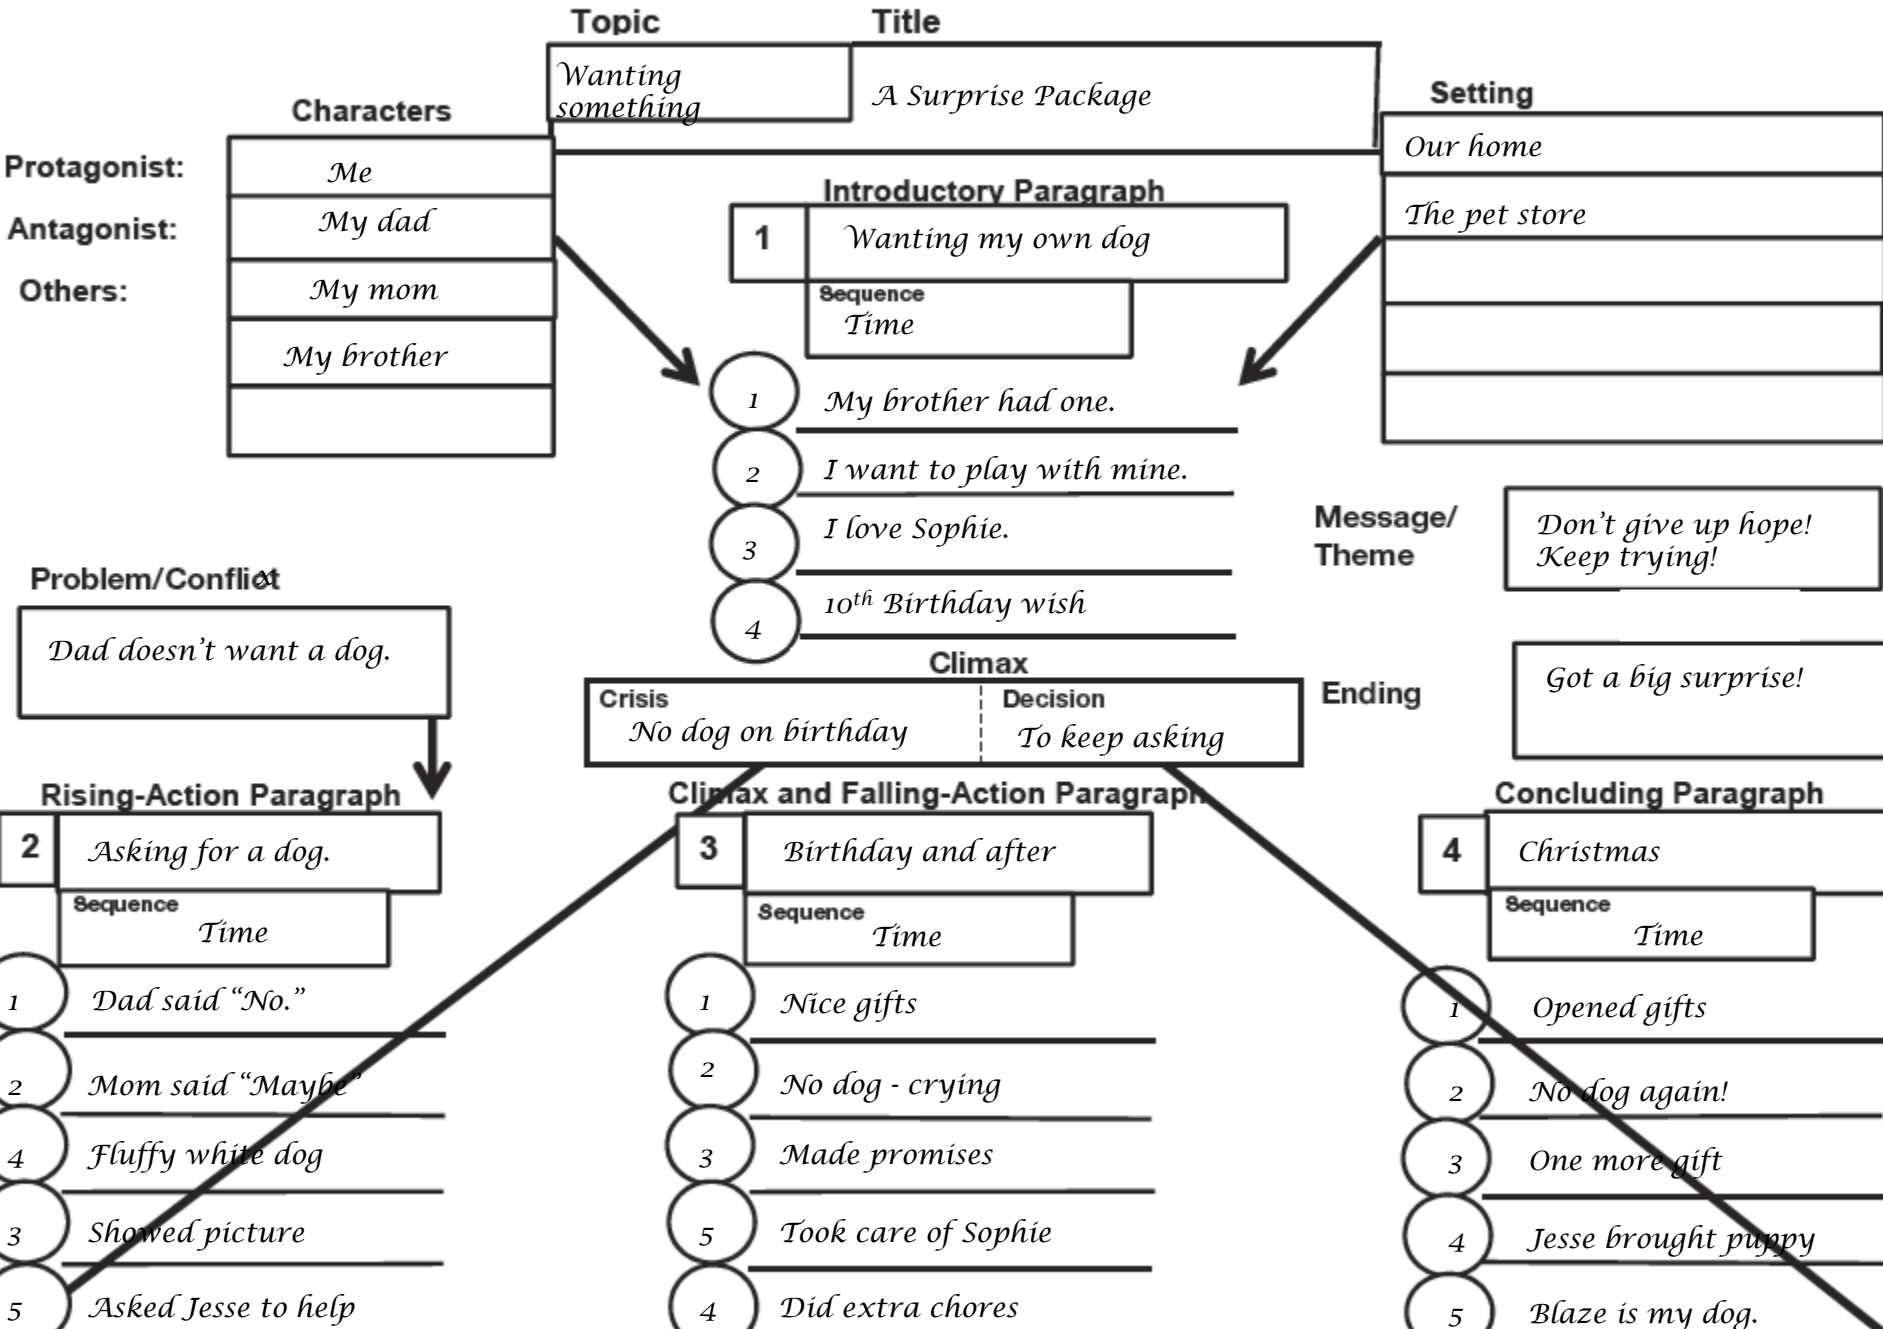 Topic
Title
Wanting
something
A Surprise Package
Characters
Protagonist:
Me
Antagonist:
My dad
Others:
My mom
My brother
Setting
Our home
The pet store
Introductory Paragraph
1
Wanting my own dog
Sequence
Time
1 My brother had one.
2 I want to play with mine.
3 I love Sophie.
4 10th Birthday wish
Message/
Theme
Don't give up hope!
Keep trying!
Problem/Conflict
x
Dad doesn't want a dog.
Climax
Crisis
No dog on birthday
Decision
To keep asking
Ending
Got a big surprise!
Rising-Action Paragraph
2
Asking for a dog.
Sequence
Time
1 Dad said “No.”
2 Mom said “Maybe”
4 Fluffy white dog
3 Showed picture
5 Asked Jesse to help
Climax and Falling-Action Paragraph
3
Birthday and after
Sequence
Time
1 Nice gifts
2 No dog - crying
3 Made promises
5 Took care of Sophie
4 Did extra chores
Concluding Paragraph
4
Christmas
Sequence
Time
1 Opened gifts
2 No dog again!
3 One more gift
4 Jesse brought puppy
5 Blaze is my dog.